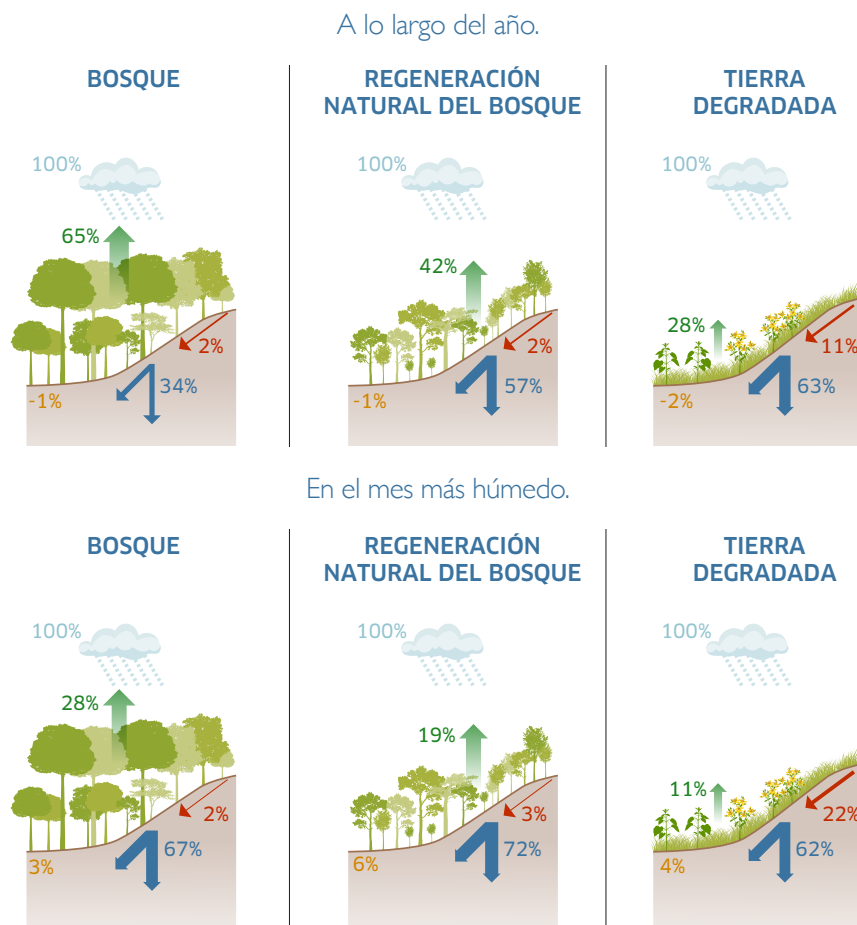 A lo largo del año.
BOSQUE
REGENERACIÓN
NATURAL DEL BOSQUE
TIERRA
DEGRADADA
100%
100%
100%
65%
42%
28%
2%
2%
11%
34%
57%
63%
-1%
-1%
-2%
En el mes más húmedo.
BOSQUE
REGENERACIÓN
NATURAL DEL BOSQUE
TIERRA
DEGRADADA
100%
100%
100%
28%
19%
11%
2%
3%
22%
67%
72%
62%
3%
6%
4%